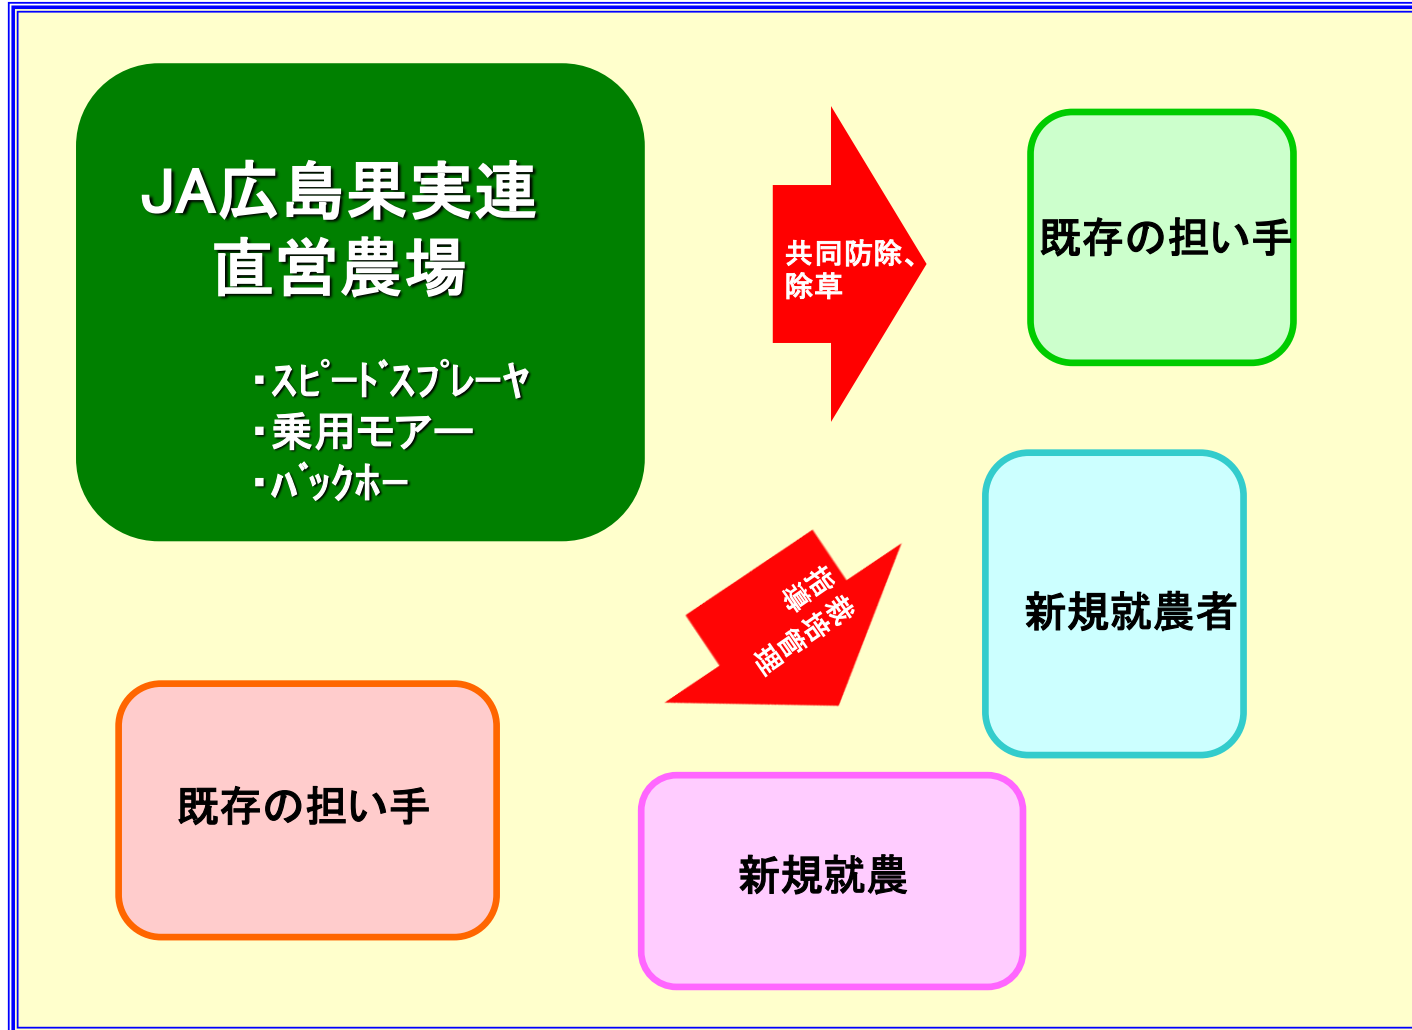 JA広島果実連
直営農場
・ｽﾋﾟｰﾄﾞｽﾌﾟﾚｰﾔ
・乗用モアー
・ﾊﾞｯｸﾎｰ
共同防除、
除草
既存の担い手
栽培管理
指導
新規就農者
既存の担い手
新規就農